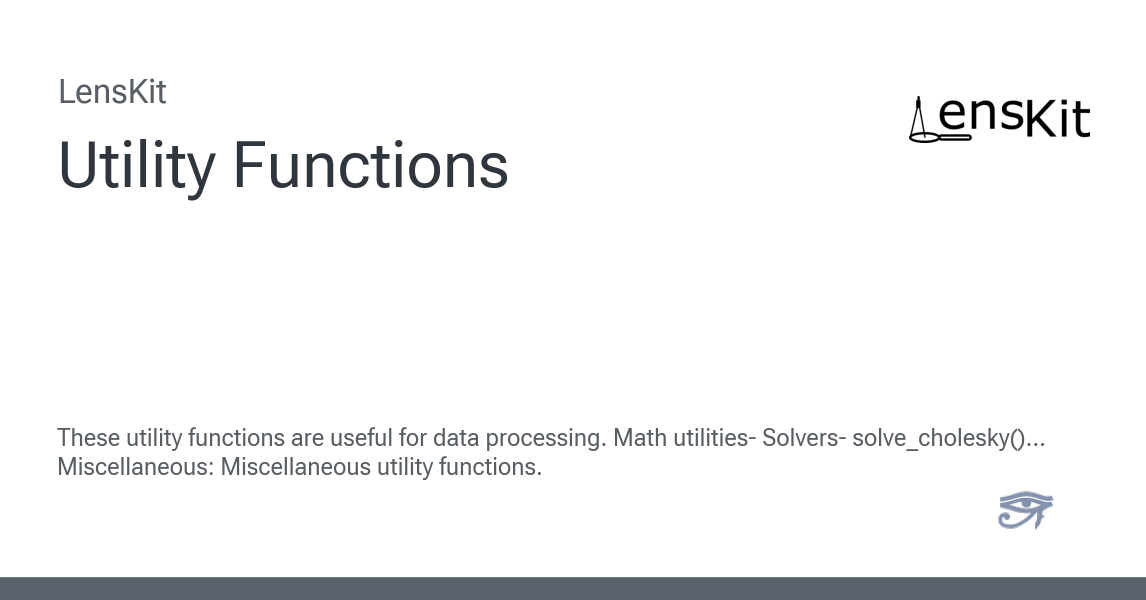 LensKit
LensKit
Utility Functions
These utility functions are useful for data processing. Math utilities- Solvers- solve_cholesky()...
Miscellaneous: Miscellaneous utility functions.